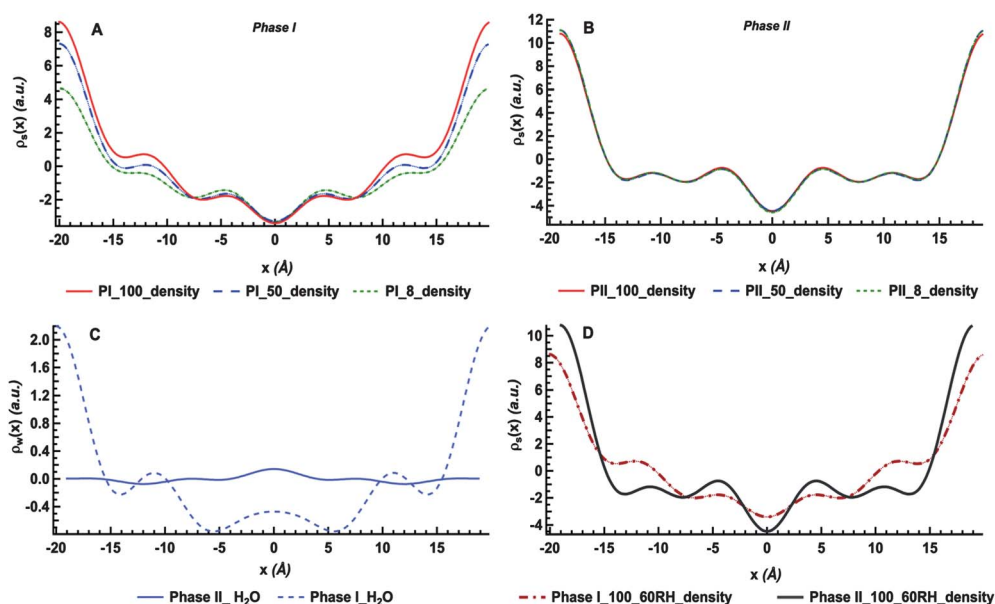 A
Phase I
ρs(x) (a.u.)
8
6
4
2
0
-2
-20
-15
-10
-5
0
5
10
15
x (Å)
PI_100_density
PI_50_density
PI_8_density
B
Phase II
ρs(x) (a.u.)
12
10
8
6
4
2
0
-2
-4
-20
-15
-10
-5
0
5
10
15
x (Å)
PII_100_density
PII_50_density
PII_8_density
C
ρw(x) (a.u.)
2.0
1.6
1.2
0.8
0.4
0.0
-0.4
-20
-15
-10
-5
0
5
10
15
x (Å)
Phase II_ H2O
Phase I_H2O
D
ρs(x) (a.u.)
10
8
6
4
2
0
-2
-4
-20
-15
-10
-5
0
5
10
15
x (Å)
Phase I_100_60RH_density
Phase II_100_60RH_density